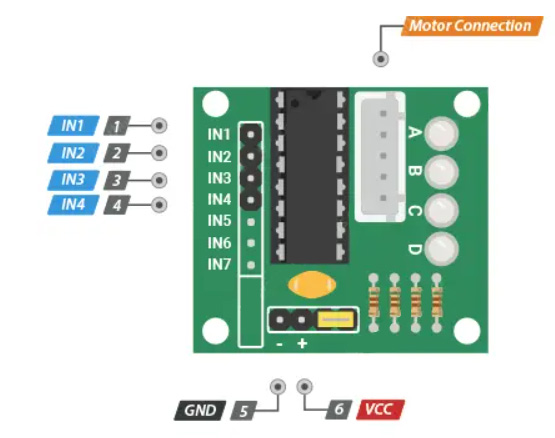 Motor Connection
IN1 1
IN2 2
IN3 3
IN4 4
IN1
IN2
IN3
IN4
IN5
IN6
IN7
A
B
C
D
- +
GND 5
6 VCC